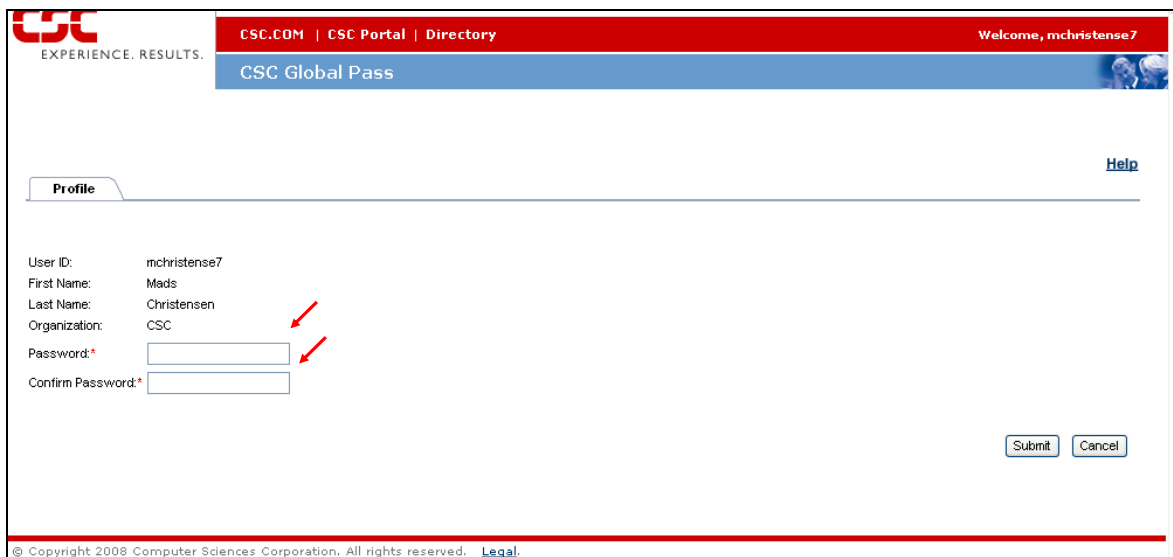 CSC
EXPERIENCE. RESULTS.
CSC.COM | CSC Portal | Directory
Welcome, mchristense7
CSC Global Pass
Help
Profile
User ID: mchristense7
First Name: Mads
Last Name: Christensen
Organization: CSC
Password:*
Confirm Password:*
Submit Cancel
© Copyright 2008 Computer Sciences Corporation. All rights reserved. Legal.